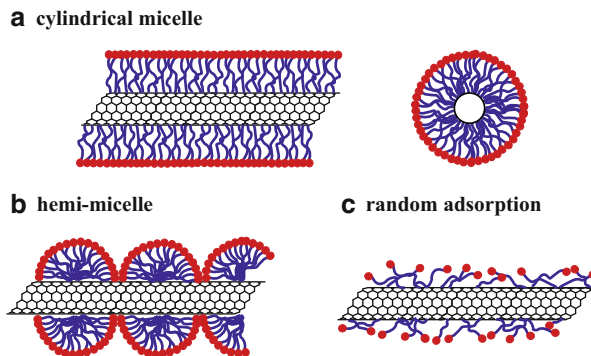 a cylindrical micelle
b hemi-micelle
c random adsorption